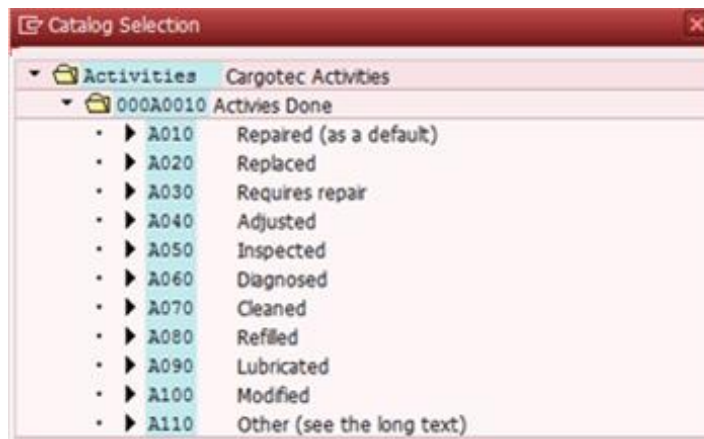 Catalog Selection
Activities Cargotec Activities
000A0010 Activies Done
A010 Repaired (as a default)
A020 Replaced
A030 Requires repair
A040 Adjusted
A050 Inspected
A060 Diagnosed
A070 Cleaned
A080 Refilled
A090 Lubricated
A100 Modified
A110 Other (see the long text)